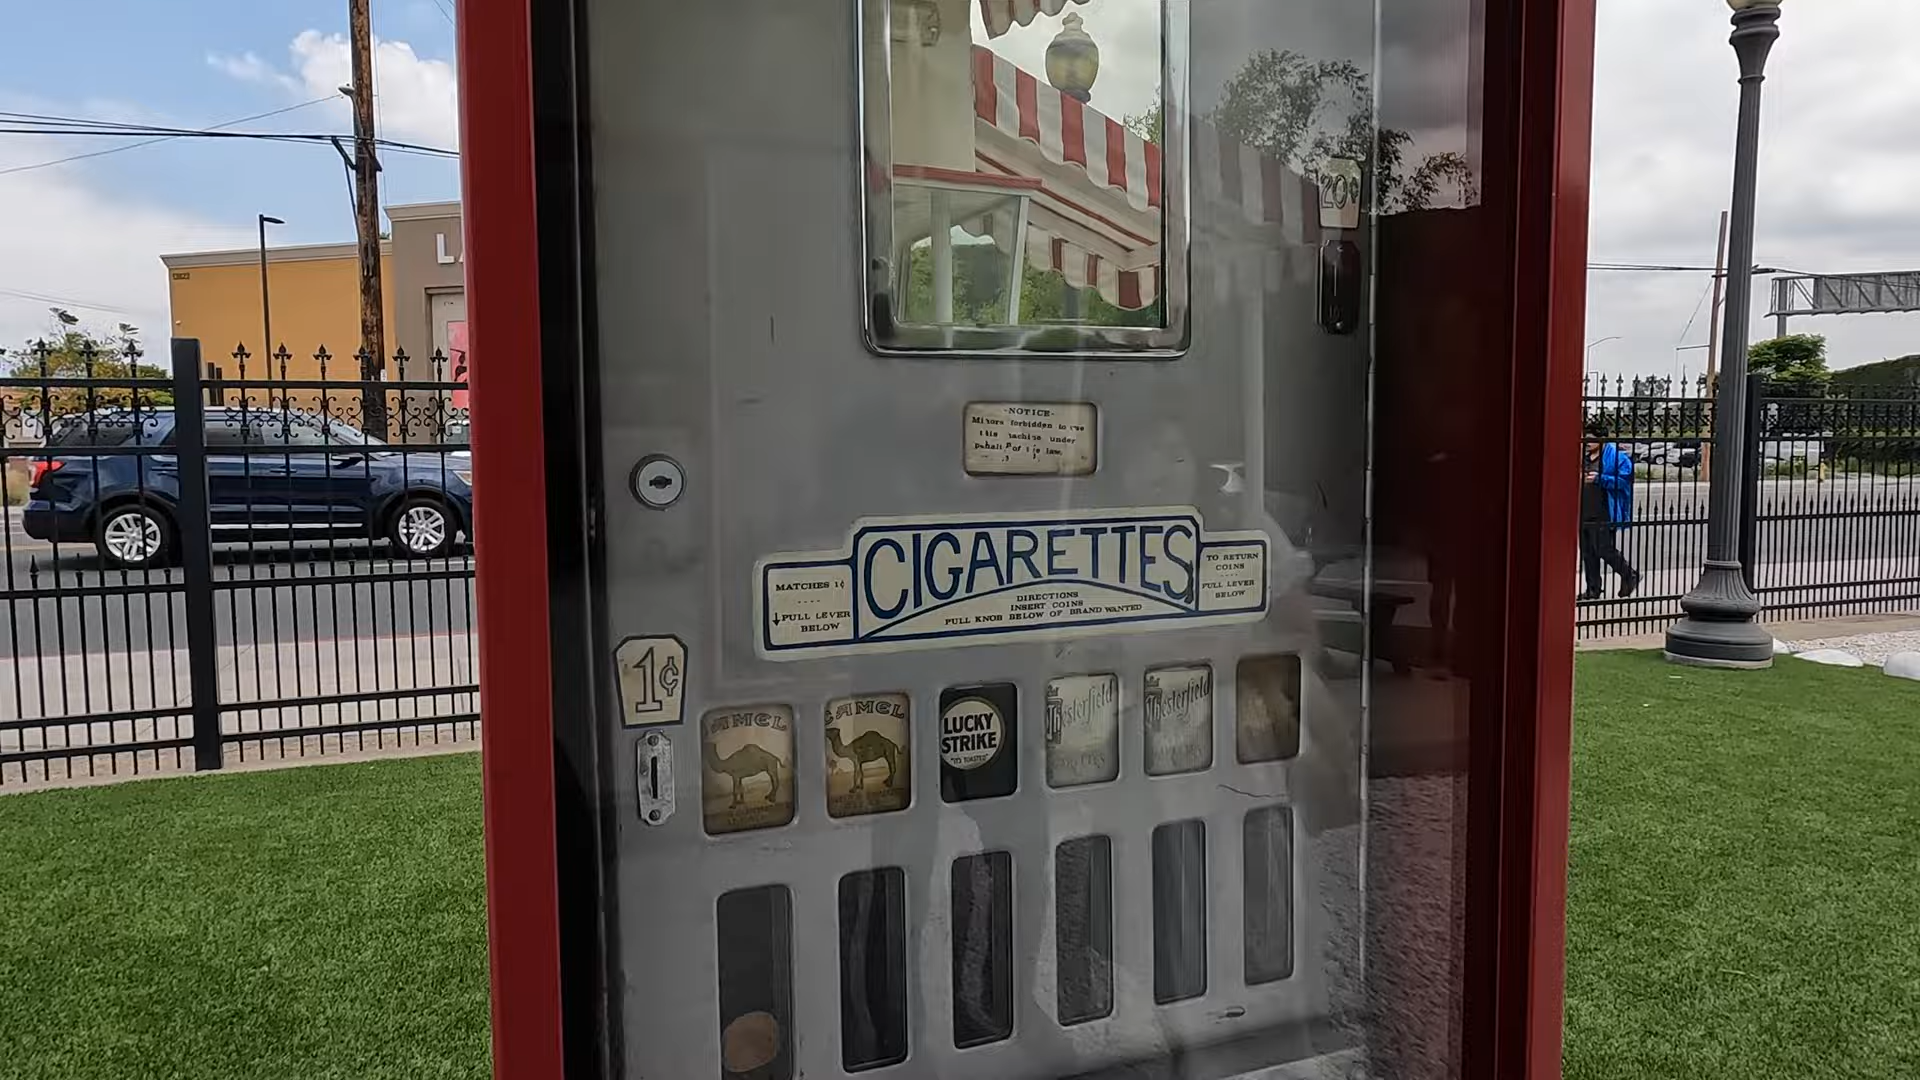 20¢
-NOTICE-
Minors forbidden to use
this machine under
of the law.
CIGARETTES
MATCHES 1¢
PULL LEVER
BELOW
DIRECTIONS
INSERT COINS
PULL KNOB BELOW OF BRAND WANTED
TO RETURN
COINS
PULL LEVER
BELOW
1¢
CAMEL
CAMEL
LUCKY
STRIKE
"IT'S TOASTED"
Chesterfield
CIGARETTES
Chesterfield
CIGARETTES